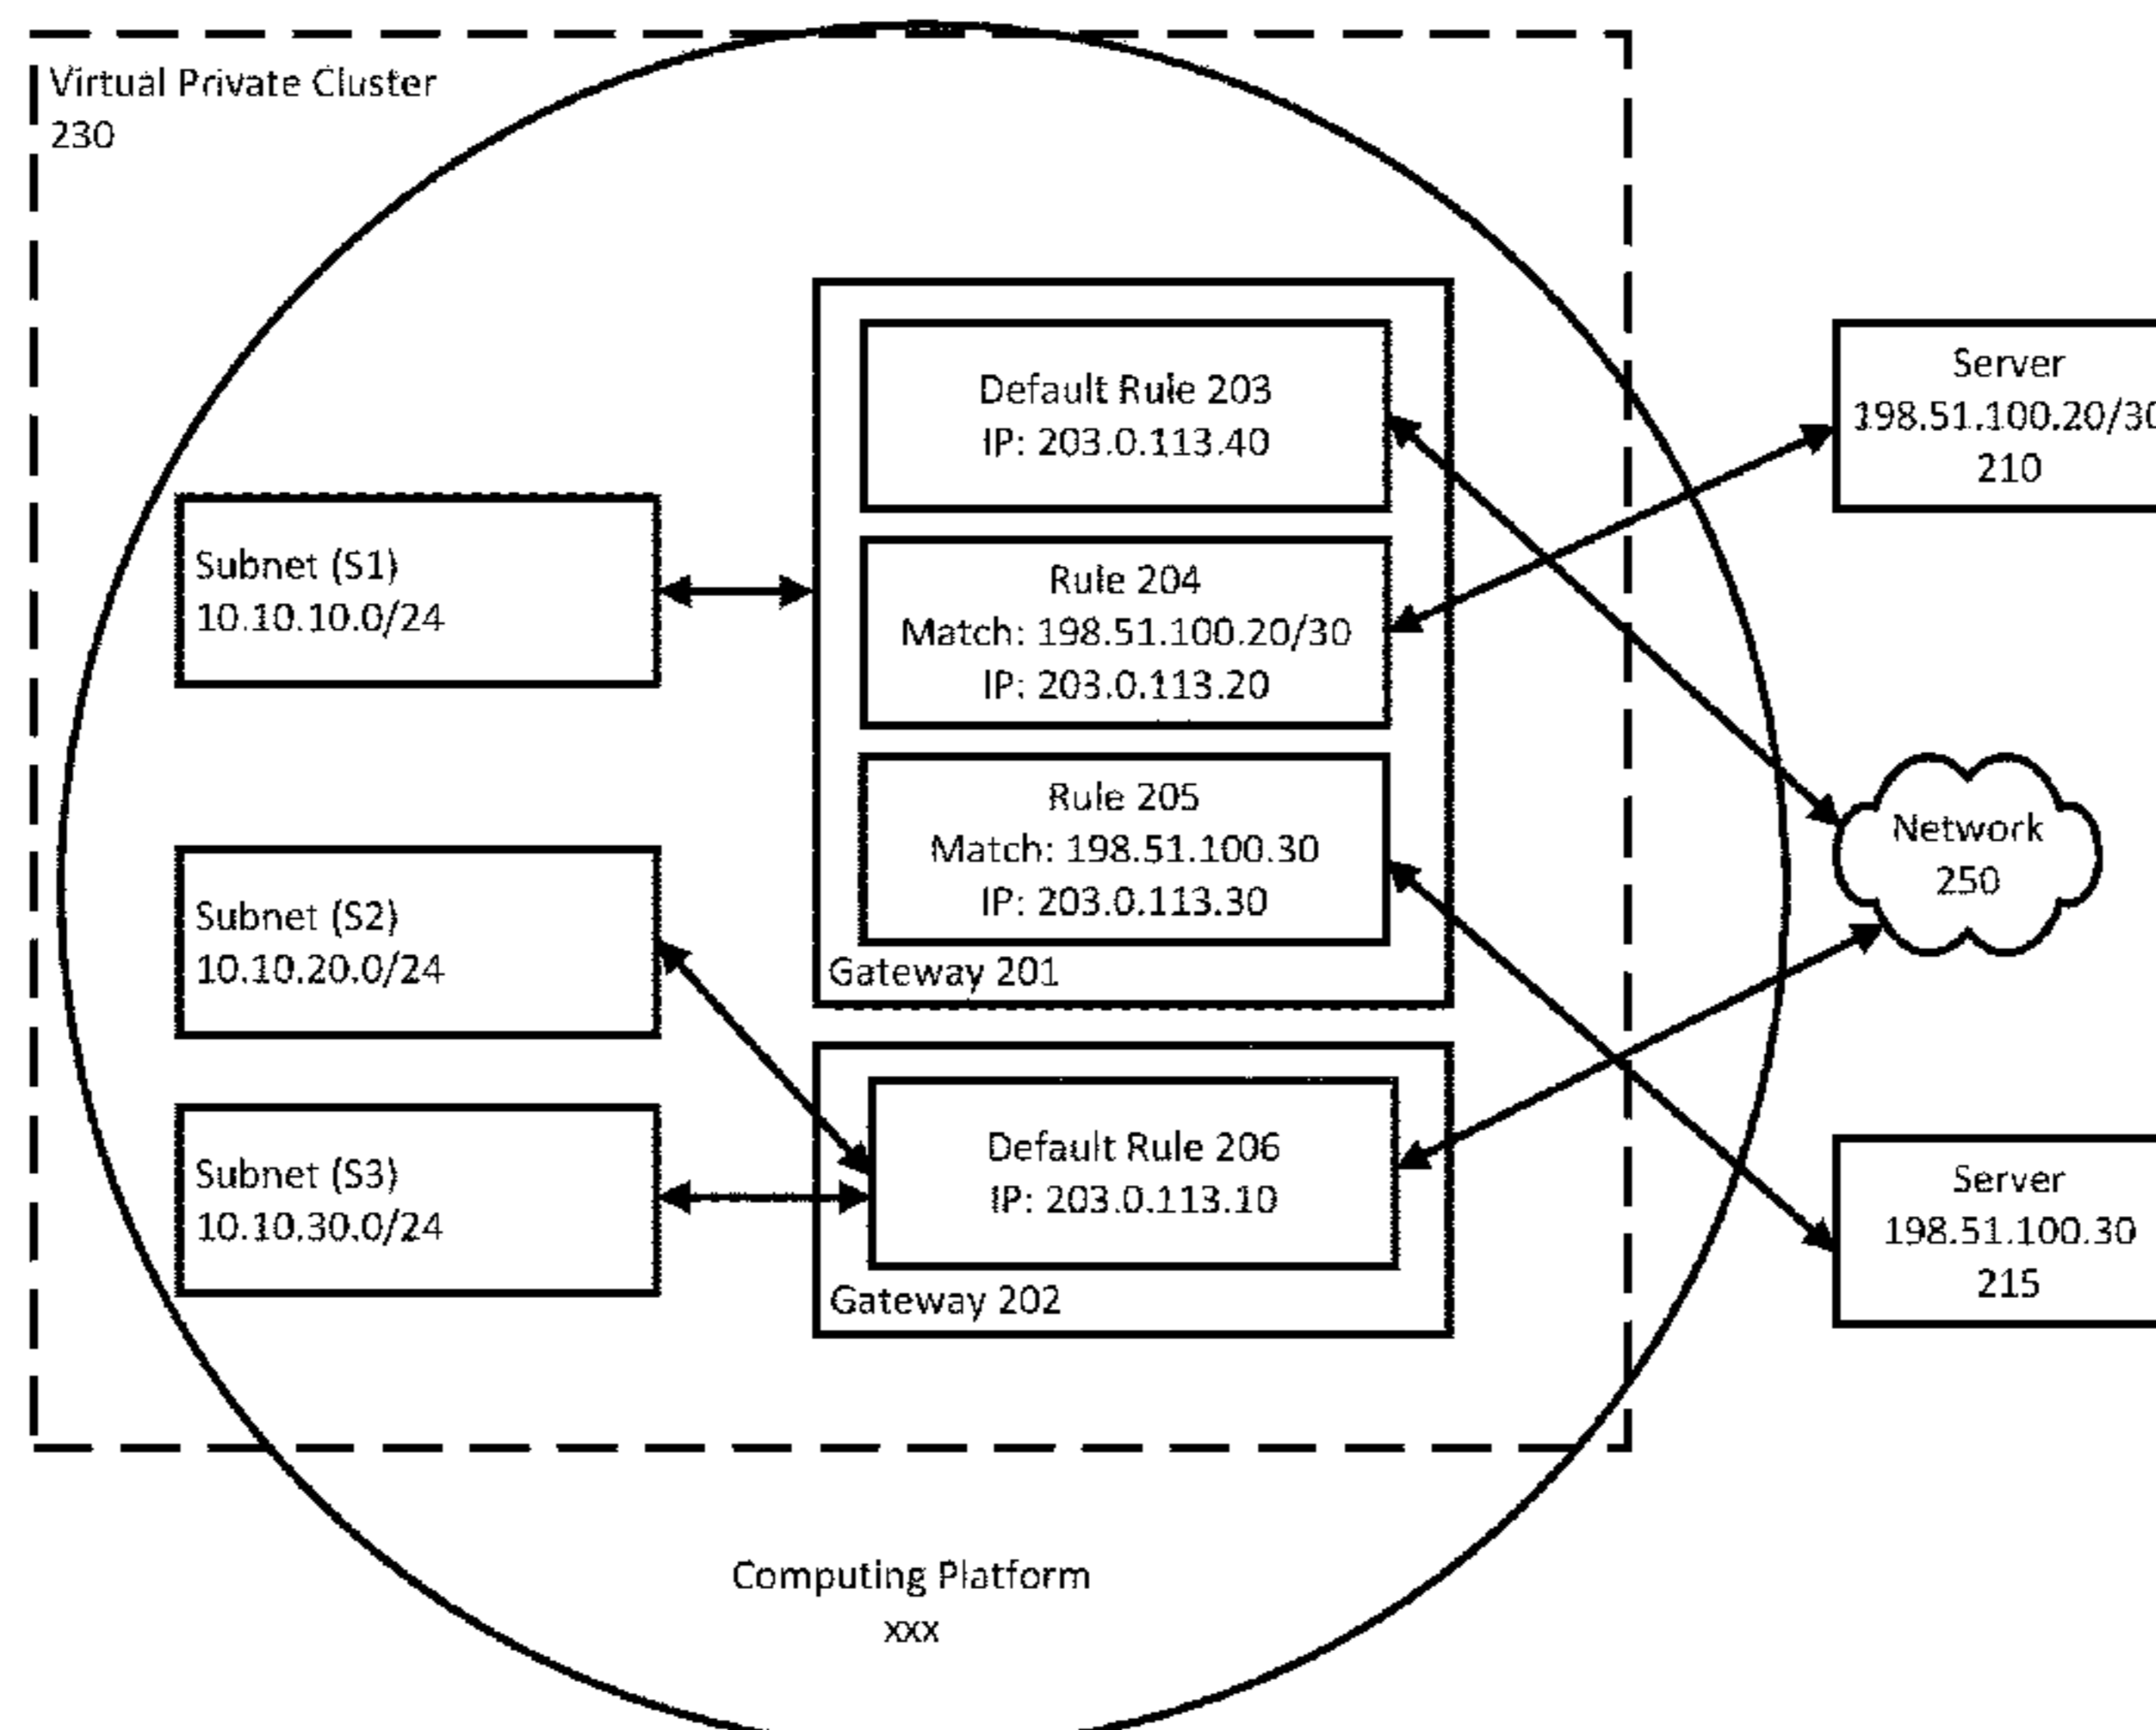 Virtual Private Cluster
230
Default Rule 203
IP: 203.0.113.40
Rule 204
Match: 198.51.100.20/30
IP: 203.0.113.20
Rule 205
Match: 198.51.100.30
IP: 203.0.113.30
Gateway 201
Subnet (S1)
10.10.10.0/24
Subnet (S2)
10.10.20.0/24
Subnet (S3)
10.10.30.0/24
Default Rule 206
IP: 203.0.113.10
Gateway 202
Server
198.51.100.20/30
210
Network
250
Server
198.51.100.30
215
Computing Platform
xxx